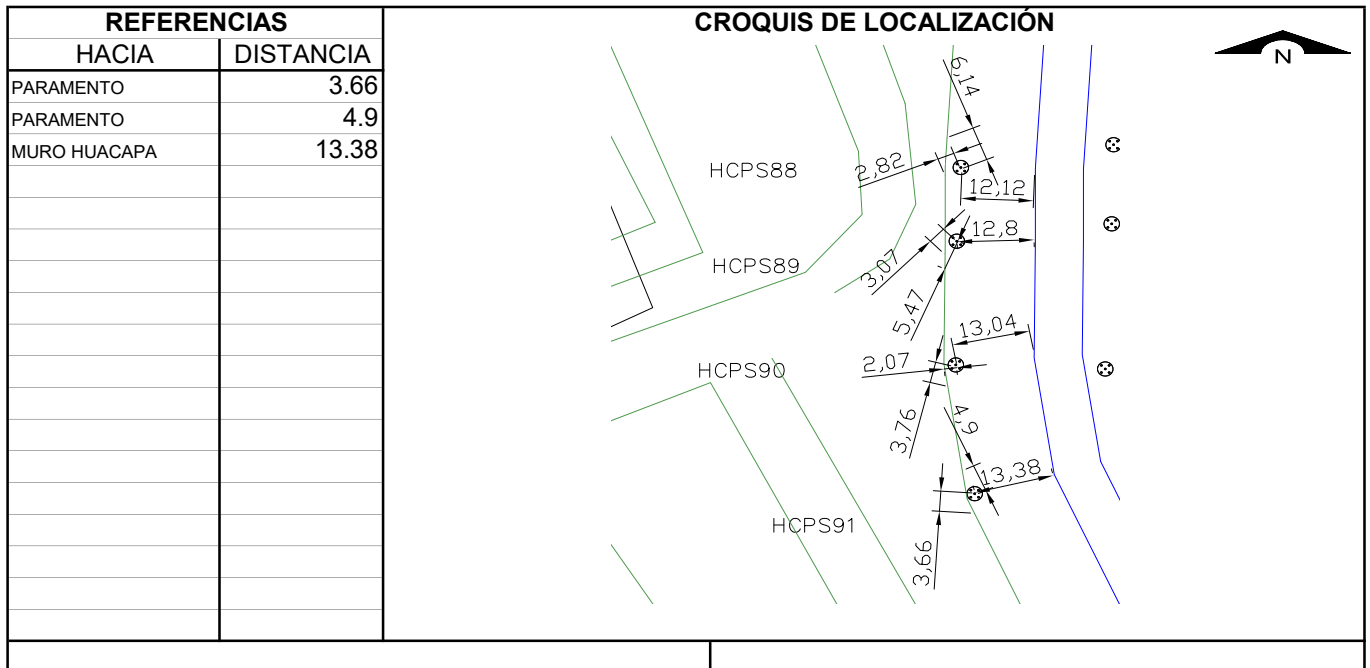 REFERENCIAS
CROQUIS DE LOCALIZACIÓN
HACIA DISTANCIA
N
PARAMENTO 3.66
PARAMENTO 4.9
MURO HUACAPA 13.38
6,14
HCPS88
2,82
12,12
12,8
HCPS89
3,07
5,47
13,04
HCPS90
2,07
3,76
4,9
13,38
HCPS91
3,66